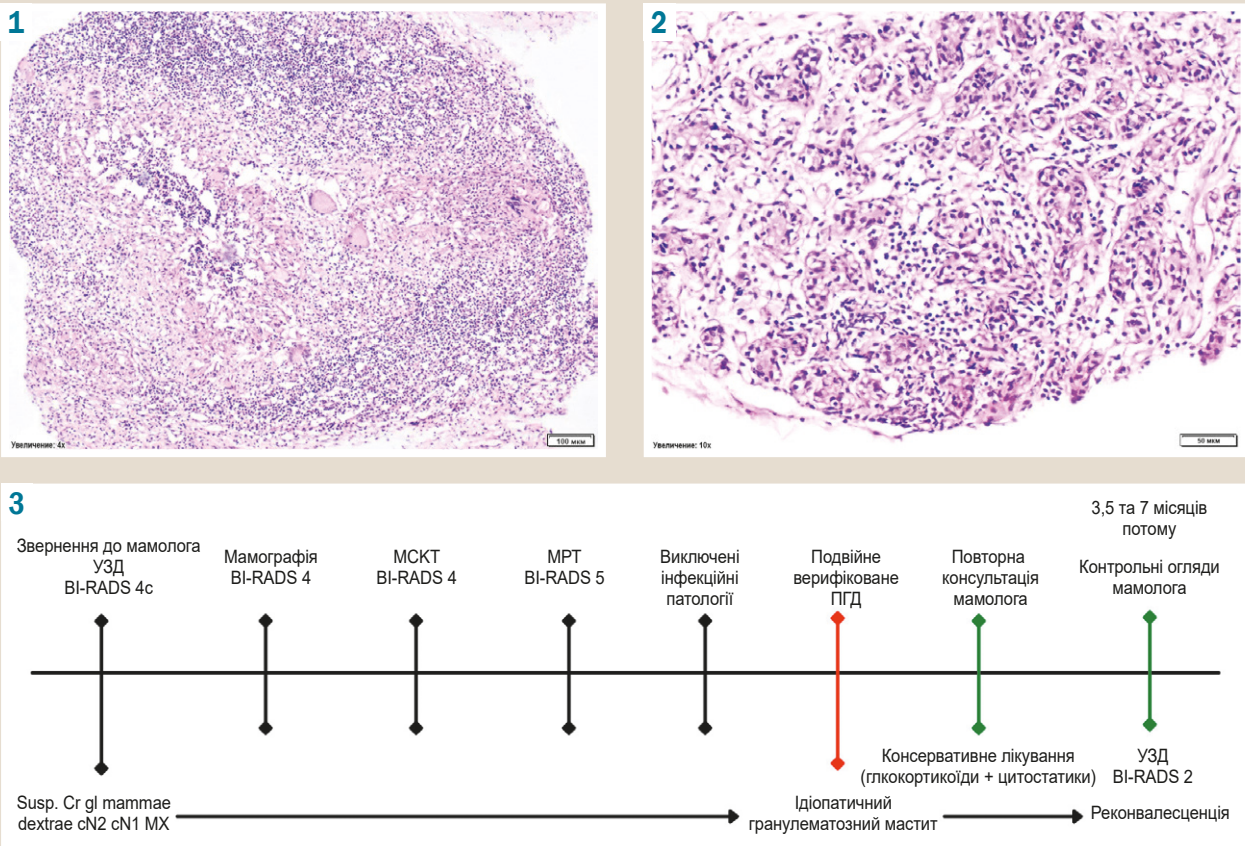 1
Увеличение: 4x
100 мкм
2
Увеличение: 10x
50 мкм
3
Звернення до мамолога
УЗД
BI-RADS 4c
Мамографія
BI-RADS 4
МСКТ
BI-RADS 4
МРТ
BI-RADS 5
Виключені
інфекційні
патології
Подвійне
верифіковане
ПГД
Повторна
консультація
мамолога
3,5 та 7 місяців
потому
Контрольні огляди
мамолога
Консервативне лікування
(глкокортикоїди + цитостатики)
УЗД
BI-RADS 2
Susp. Cr gl mammae
dextrae cN2 cN1 MX
Ідіопатичний
гранулематозний мастит
Реконвалесценція